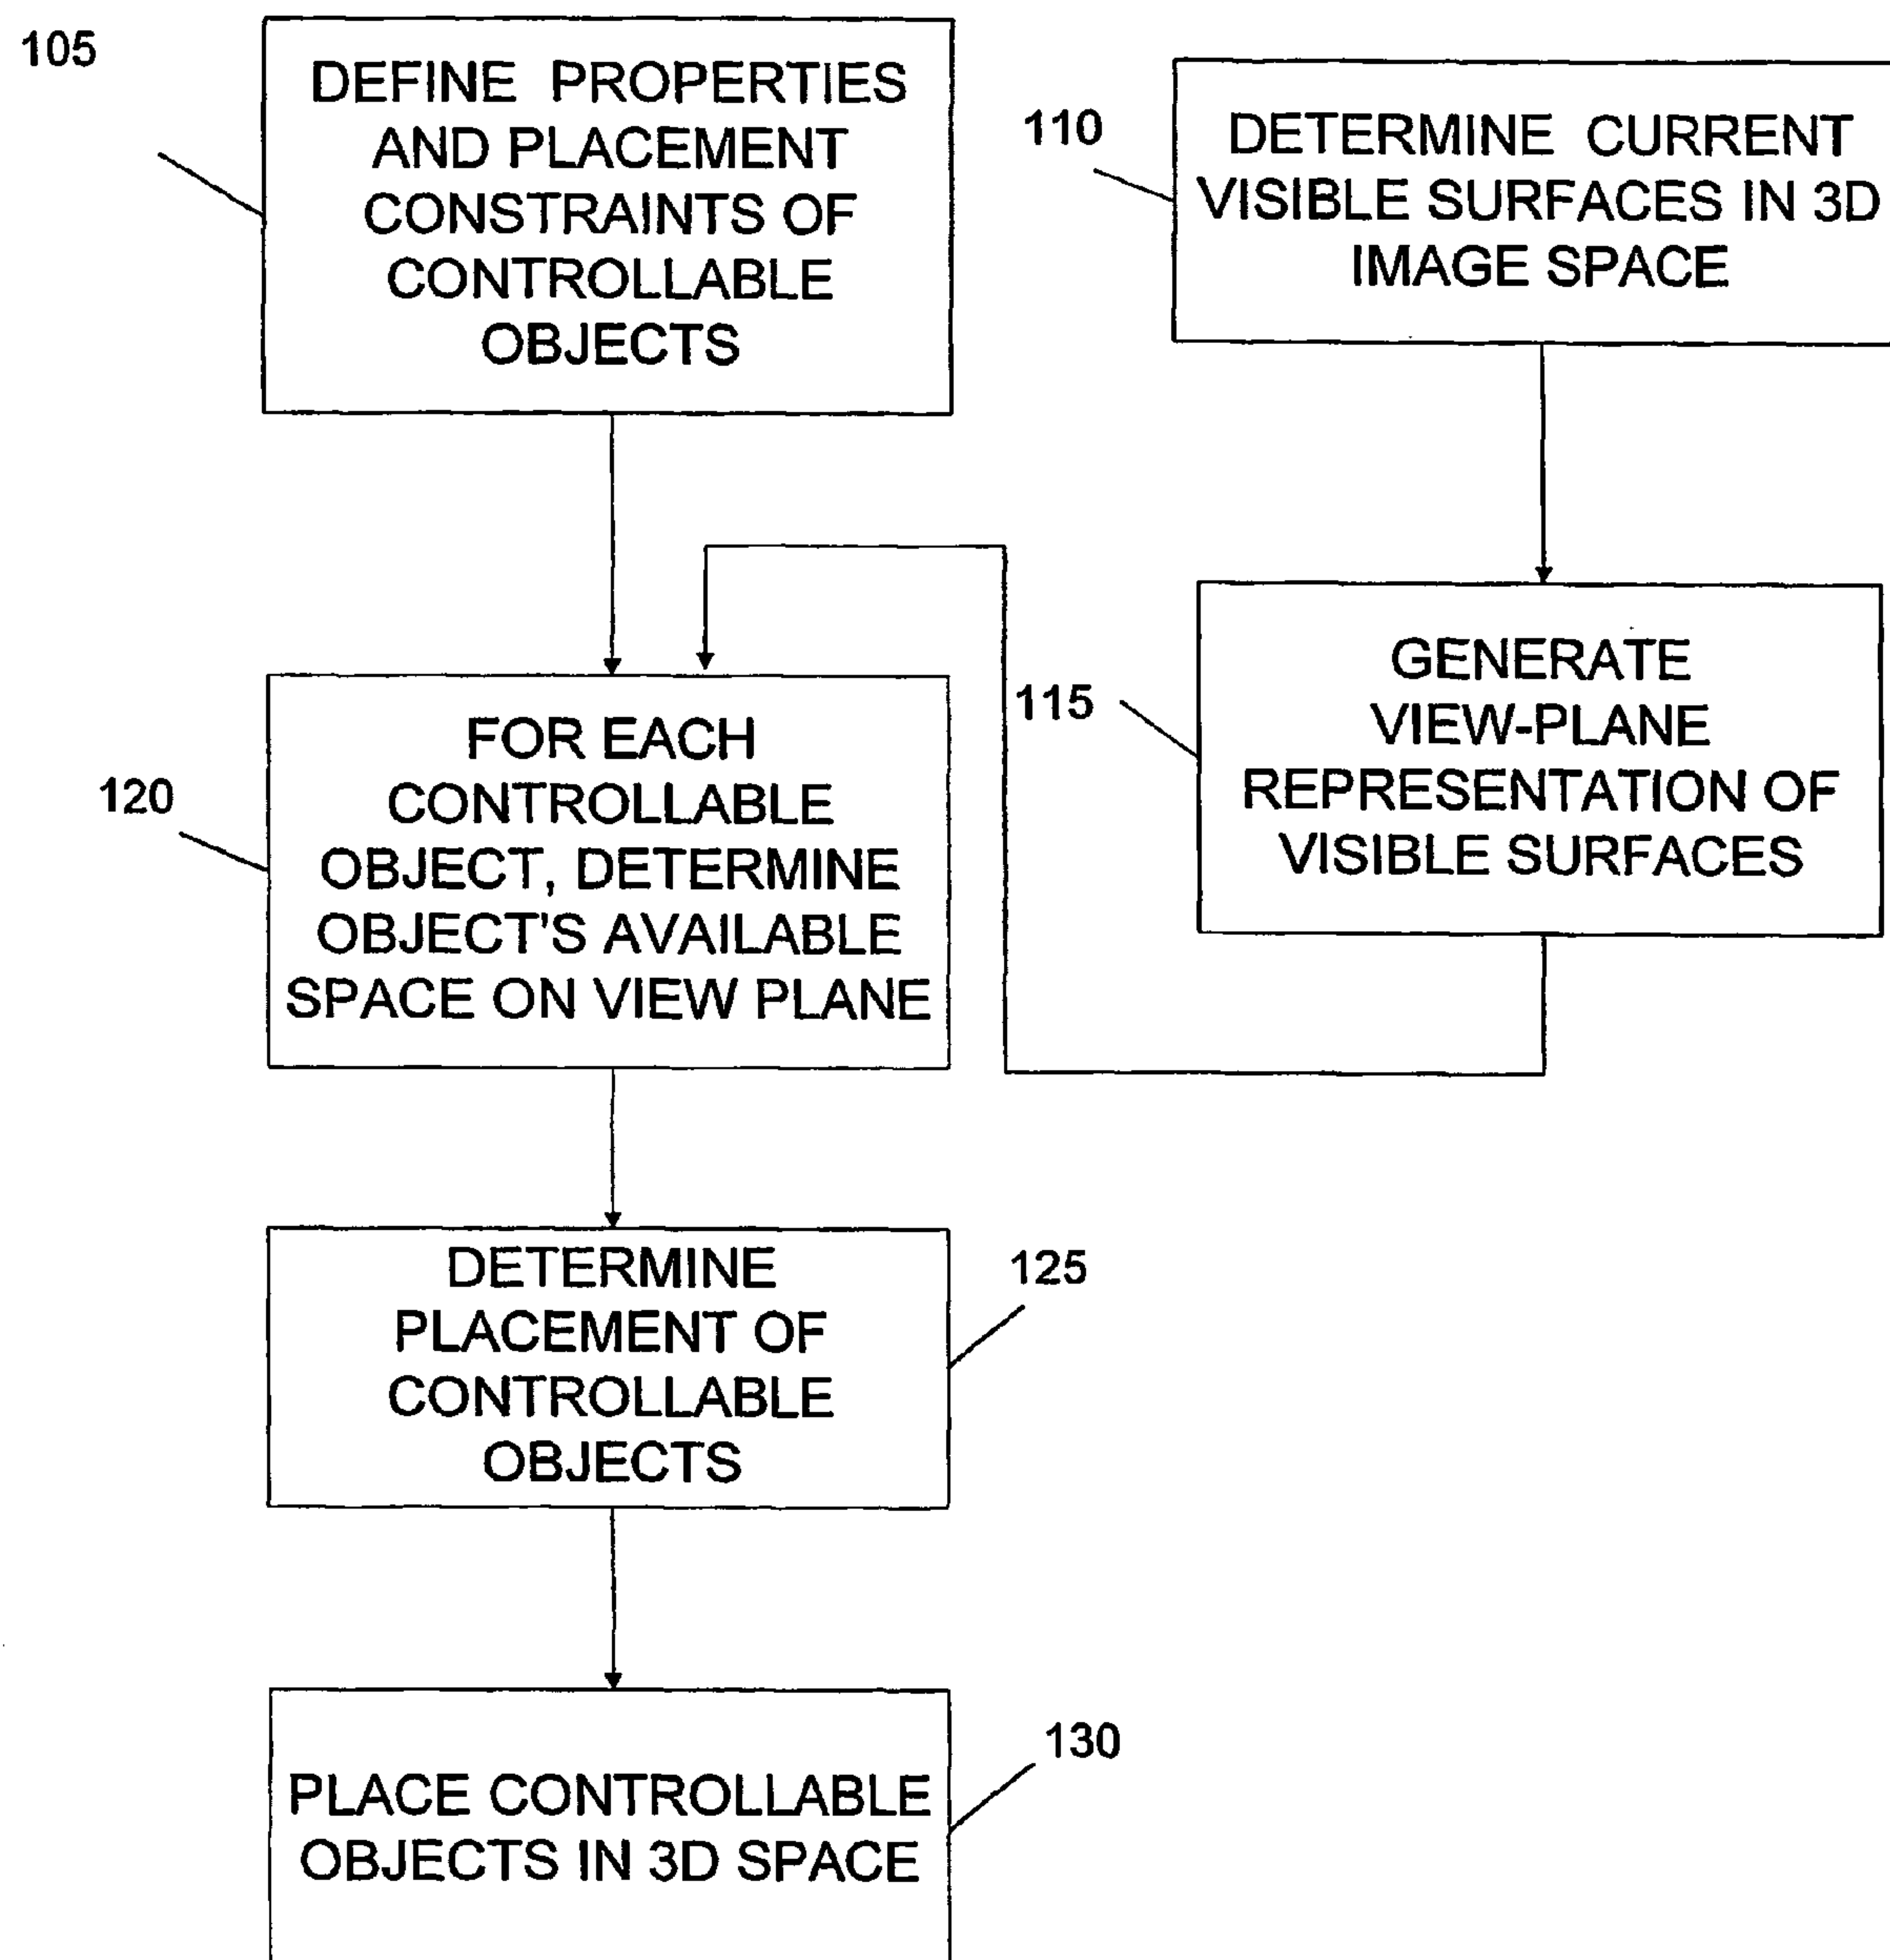 105
DEFINE PROPERTIES
AND PLACEMENT
CONSTRAINTS OF
CONTROLLABLE
OBJECTS
110
DETERMINE CURRENT
VISIBLE SURFACES IN 3D
IMAGE SPACE
115
GENERATE
VIEW-PLANE
REPRESENTATION OF
VISIBLE SURFACES
120
FOR EACH
CONTROLLABLE
OBJECT, DETERMINE
OBJECT'S AVAILABLE
SPACE ON VIEW PLANE
DETERMINE
PLACEMENT OF
CONTROLLABLE
OBJECTS
125
PLACE CONTROLLABLE
OBJECTS IN 3D SPACE
130